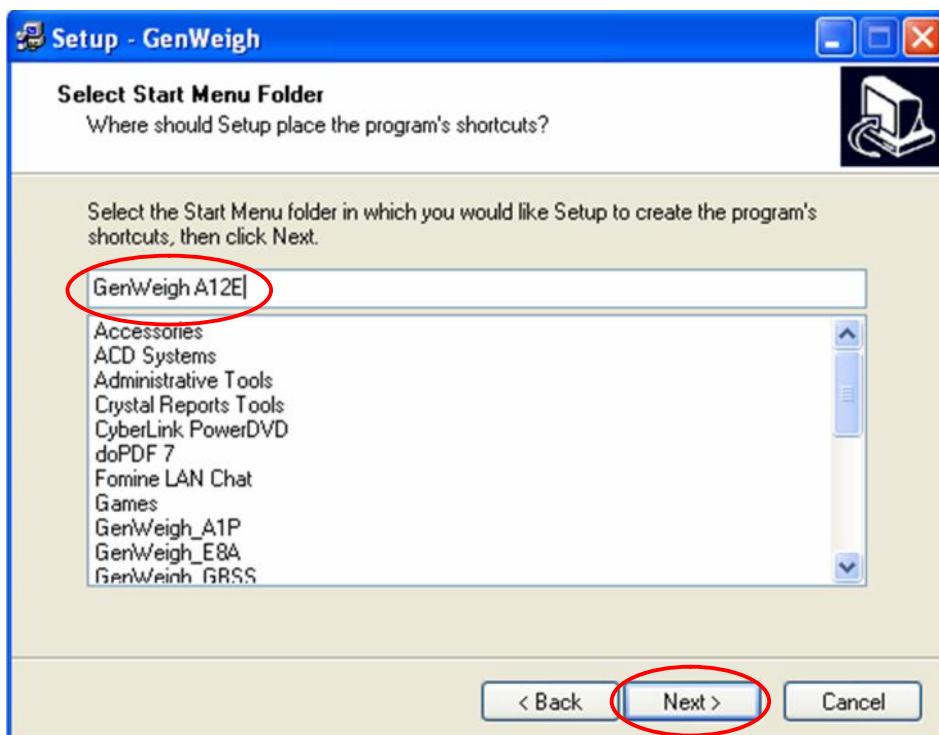 Setup - GenWeigh
Select Start Menu Folder
Where should Setup place the program's shortcuts?
Select the Start Menu folder in which you would like Setup to create the program's
shortcuts, then click Next.
GenWeigh A12E
Accessories
ACD Systems
Administrative Tools
Crystal Reports Tools
CyberLink PowerDVD
doPDF 7
Fomine LAN Chat
Games
GenWeigh_A1P
GenWeigh_E8A
GenWeigh_GRSS
< Back
Next >
Cancel